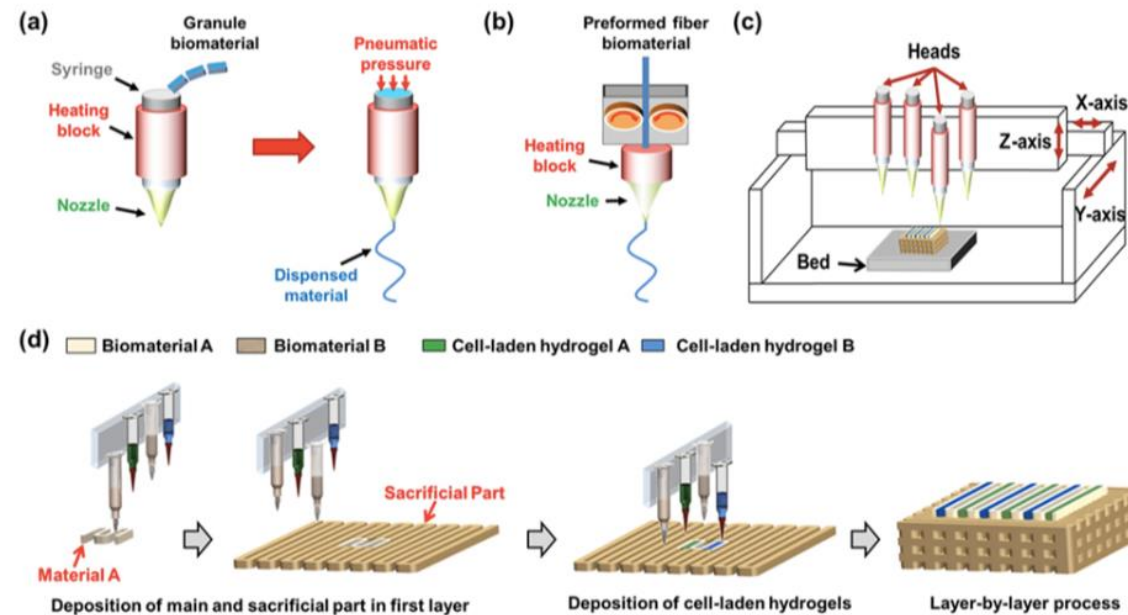 (a)
Granule
biomaterial
Syringe
Heating
block
Nozzle
Pneumatic
pressure
Dispensed
material
(b)
Preformed fiber
biomaterial
Heating
block
Nozzle
(c)
Heads
X-axis
Z-axis
Y-axis
Bed
(d)
Biomaterial A
Biomaterial B
Cell-laden hydrogel A
Cell-laden hydrogel B
Sacrificial Part
Material A
Deposition of main and sacrificial part in first layer
Deposition of cell-laden hydrogels
Layer-by-layer process